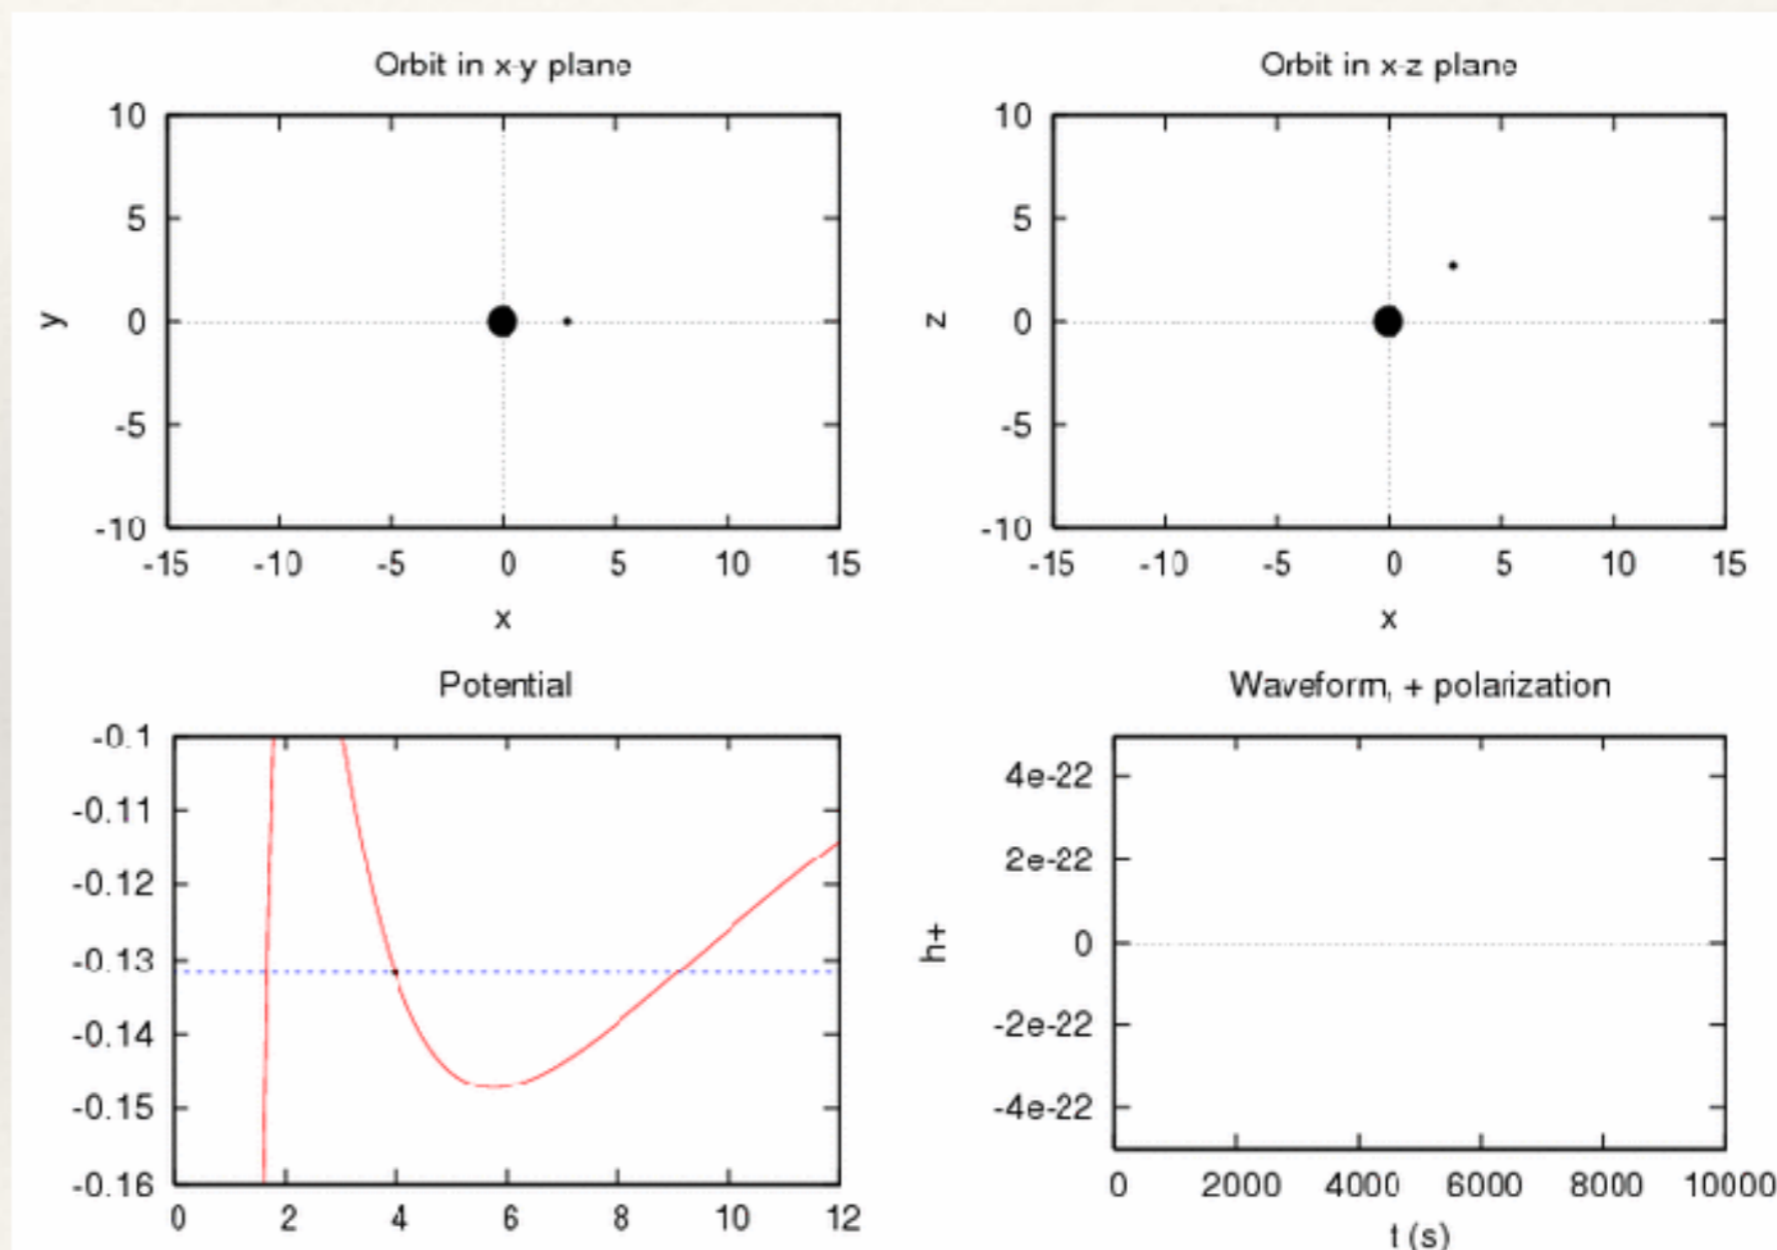 Orbit in x-y plane
10
5
0
-5
-10
y
-15 -10 -5 0 5 10 15
x
Orbit in x-z plane
10
5
0
-5
-10
z
-15 -10 -5 0 5 10 15
x
Potential
-0.1
-0.11
-0.12
-0.13
-0.14
-0.15
-0.16
0 2 4 6 8 10 12
Waveform, + polarization
4e-22
2e-22
0
-2e-22
-4e-22
h+
0 2000 4000 6000 8000 10000
t (s)